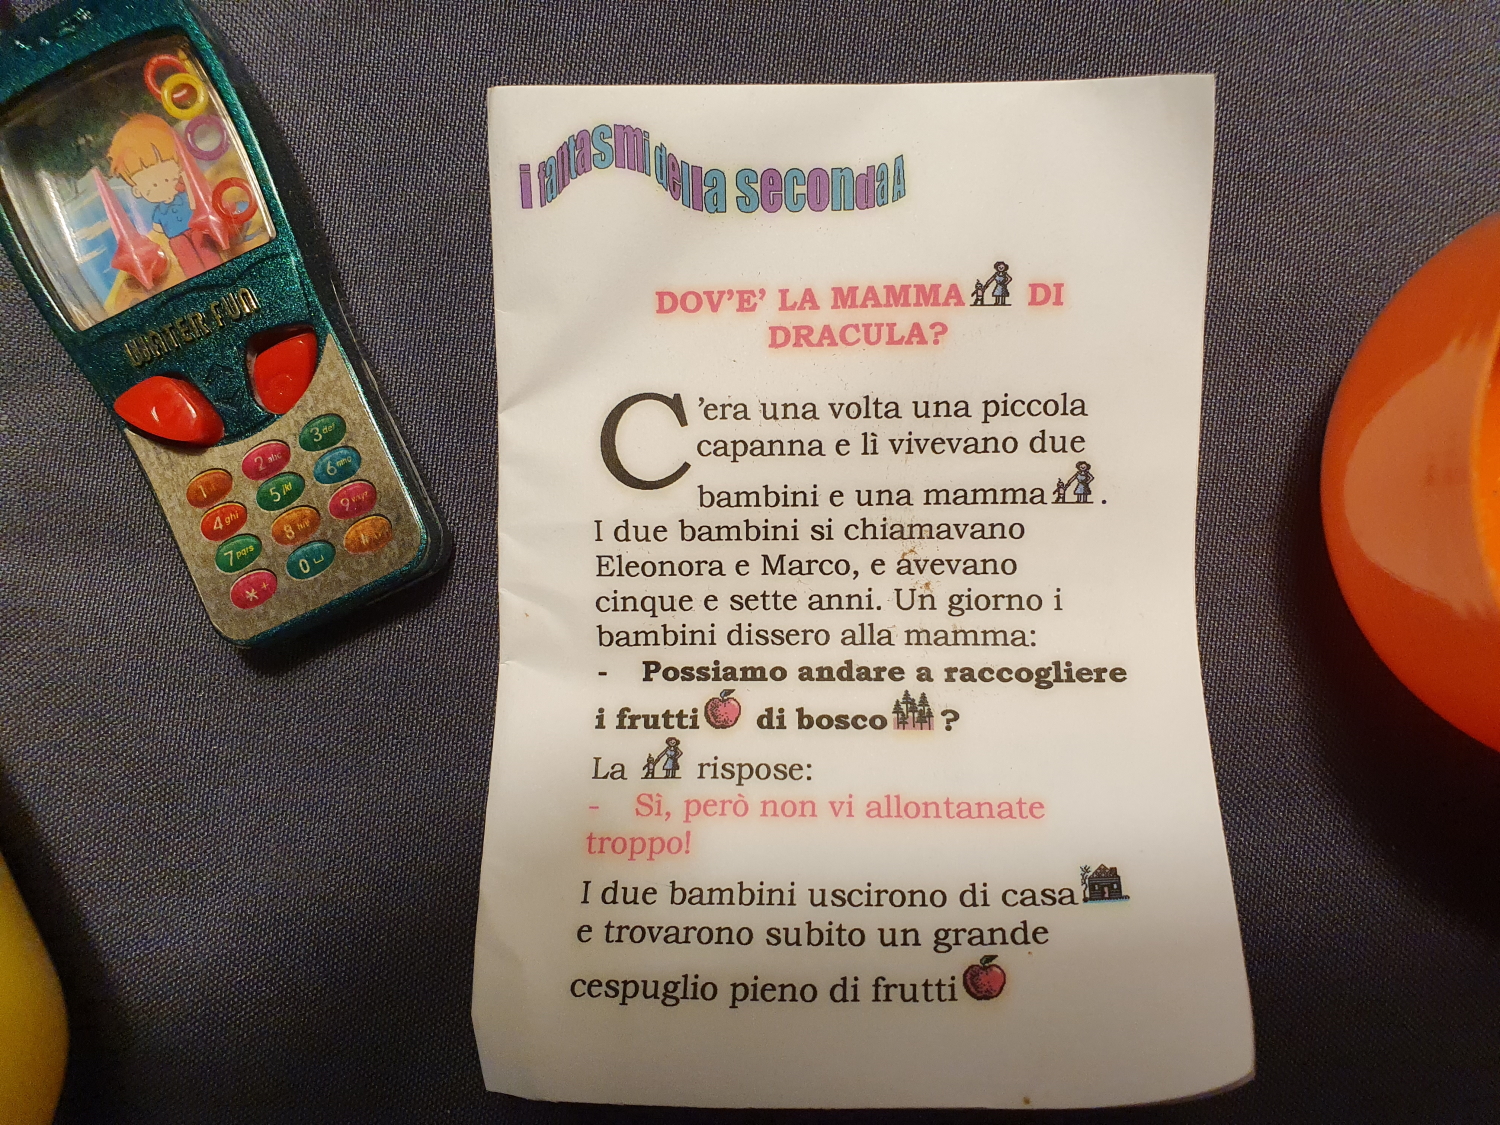 i fantasmi della seconda A
DOV'E' LA MAMMA DI
DRACULA?
C'era una volta una piccola
capanna e lì vivevano due
bambini e una mamma.
I due bambini si chiamavano
Eleonora e Marco, e avevano
cinque e sette anni. Un giorno i
bambini dissero alla mamma:
- Possiamo andare a raccogliere
i frutti di bosco ?
La rispose:
- Sì, però non vi allontanate
troppo!
I due bambini uscirono di casa
e trovarono subito un grande
cespuglio pieno di frutti
WATER FUN
1
2 abc
3 def
4 ghi
5 jkl
6 mno
7 pqrs
8
9
* +
0
#